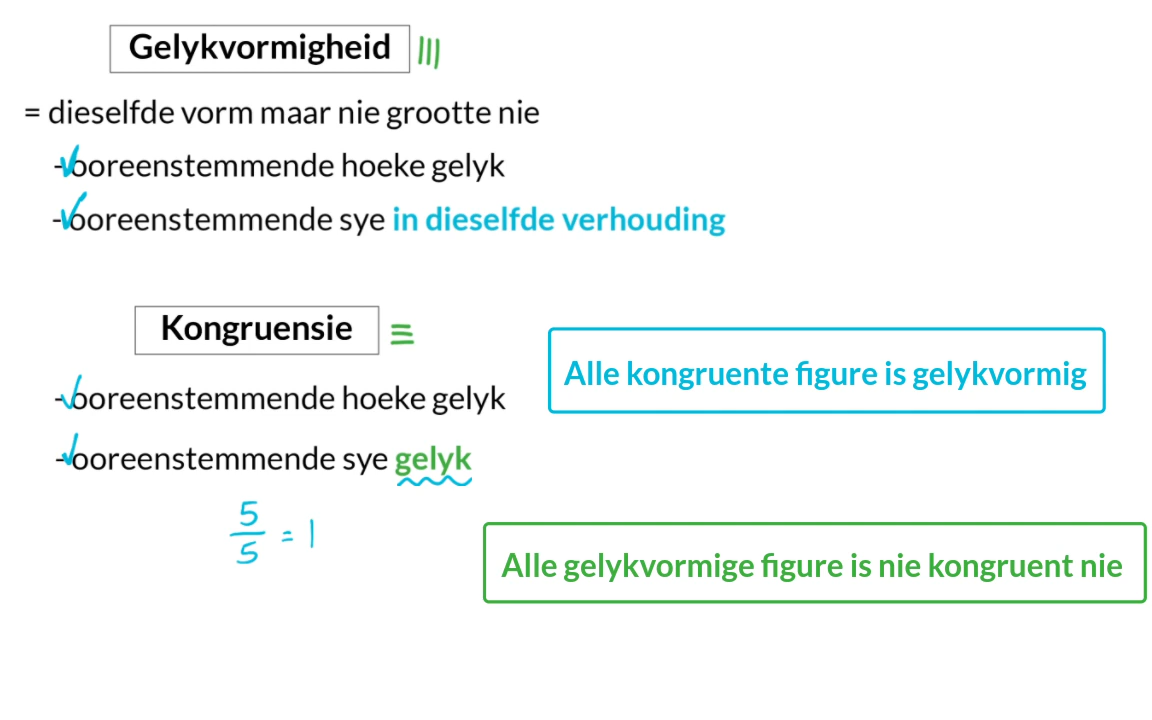 Gelykvormigheid |||
= dieselfde vorm maar nie grootte nie
-ooreenstemmende hoeke gelyk
-ooreenstemmende sye in dieselfde verhouding
Kongruensie ≡
-ooreenstemmende hoeke gelyk
Alle kongruente figure is gelykvormig
-ooreenstemmende sye gelyk
5/5 = 1
Alle gelykvormige figure is nie kongruent nie